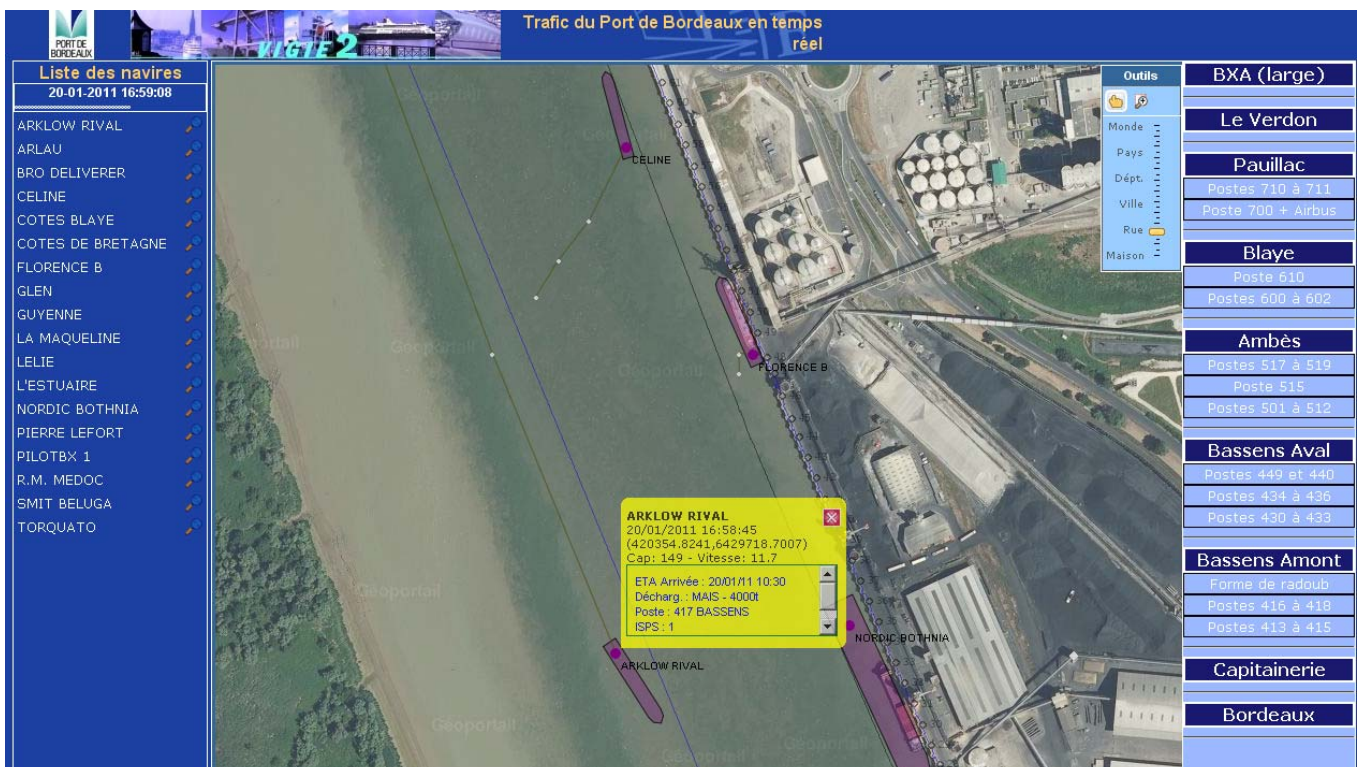 PORT DE
BORDEAUX
VIGIE 2
Trafic du Port de Bordeaux en temps
réel
Liste des navires
20-01-2011 16:59:08
ARKLOW RIVAL
ARLAU
BRO DELIVERER
CELINE
COTES BLAYE
COTES DE BRETAGNE
FLORENCE B
GLEN
GUYENNE
LA MAQUELINE
LELIE
L'ESTUAIRE
NORDIC BOTHNIA
PIERRE LEFORT
PILOTBX 1
R.M. MEDOC
SMIT BELUGA
TORQUATO
CELINE
FLORENCE B
ARKLOW RIVAL
20/01/2011 16:58:45
(420354.8241,6429718.7007)
Cap: 149 - Vitesse: 11.7
ETA Arrivée : 20/01/11 10:30
Décharg. : MAIS - 4000t
Poste : 417 BASSENS
ISPS : 1
NORDIC BOTHNIA
ARKLOW RIVAL
Géoportail
Géoportail
Géoportail
Géoportail
Outils
Monde
Pays
Dépt.
Ville
Rue
Maison
BXA (large)
Le Verdon
Pauillac
Postes 710 à 711
Poste 700 + Airbus
Blaye
Poste 610
Postes 600 à 602
Ambès
Postes 517 à 519
Poste 515
Postes 501 à 512
Bassens Aval
Postes 449 et 440
Postes 434 à 436
Postes 430 à 433
Bassens Amont
Forme de radoub
Postes 416 à 418
Postes 413 à 415
Capitainerie
Bordeaux